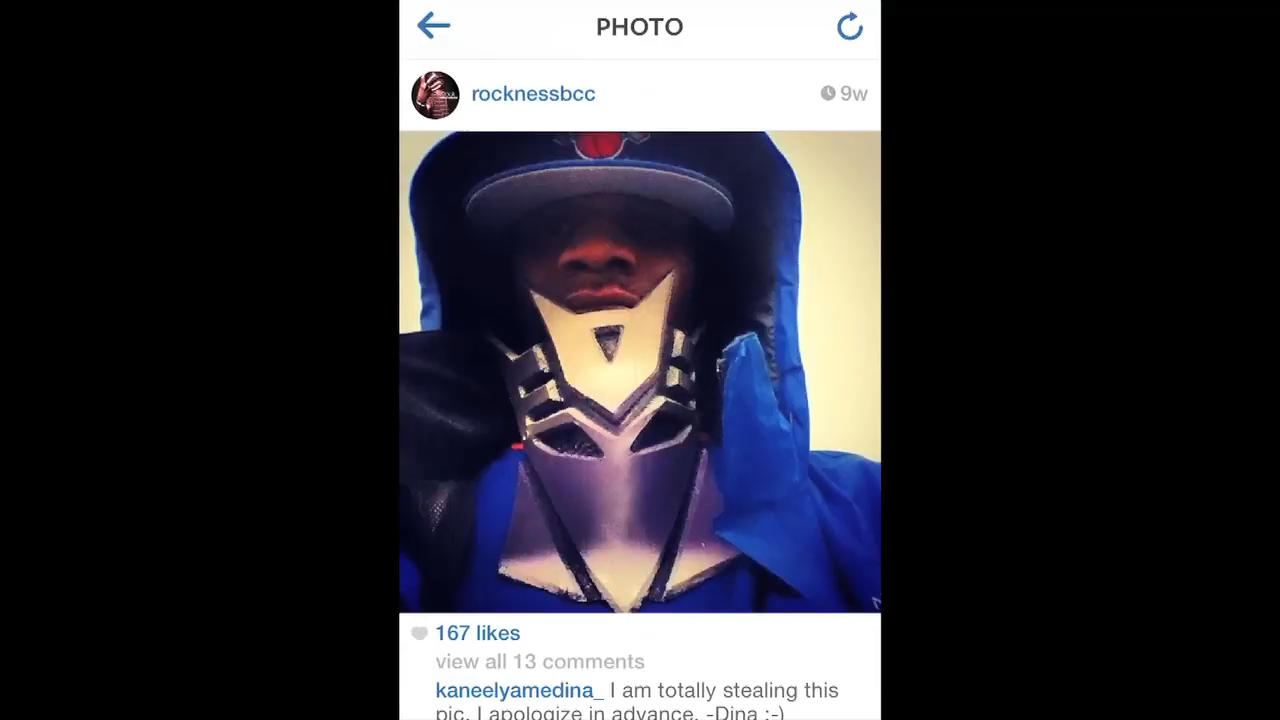 PHOTO
rocknessbcc
9w
167 likes
view all 13 comments
kaneelyamedina_ I am totally stealing this
pic. I apologize in advance. -Dina :-)